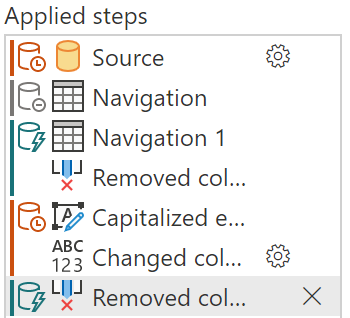 Applied steps
Source
Navigation
Navigation 1
Removed col...
Capitalized e...
ABC
123
Changed col...
Removed col...